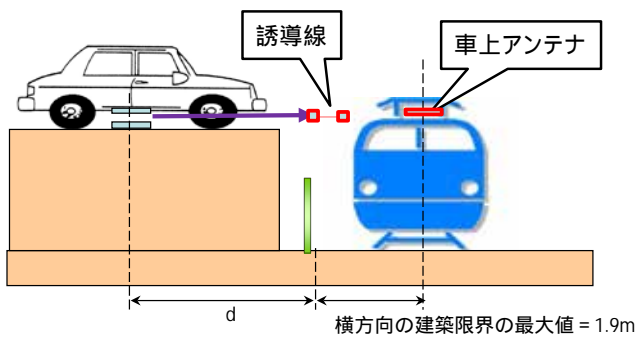 誘導線
車上アンテナ
d
横方向の建築限界の最大値 = 1.9m